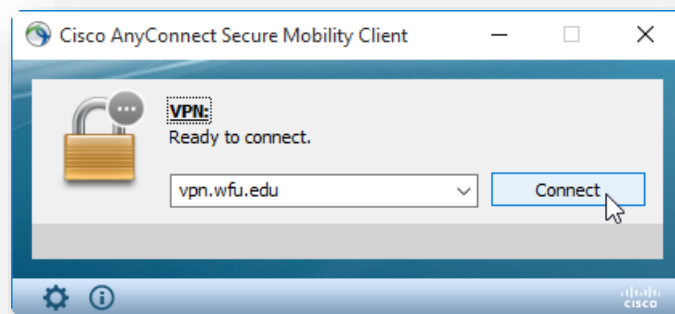 Cisco AnyConnect Secure Mobility Client
VPN:
Ready to connect.
vpn.wfu.edu
Connect
CISCO